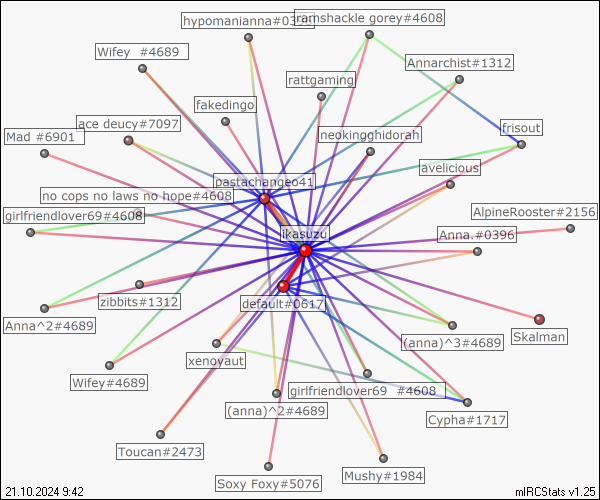 hypomanianna#03
ramshackle gorey#4608
Wifey #4689
Annarchist#1312
rattgaming
fakedingo
ace deucy#7097
neokingghidorah
frisout
Mad #6901
avelicious
pastachangeo41
no cops no laws no hope#4608
girlfriendlover69#4608
AlpineRooster#2156
ikasuzu
Anna.#0396
zibbits#1312
default#0617
Anna^2#4689
Skalman
(anna)^3#4689
xenovaut
Wifey#4689
girlfriendlover69 #4608
(anna)^2#4689
Cypha#1717
Toucan#2473
Mushy#1984
Soxy Foxy#5076
21.10.2024 9:42
mIRCStats v1.25